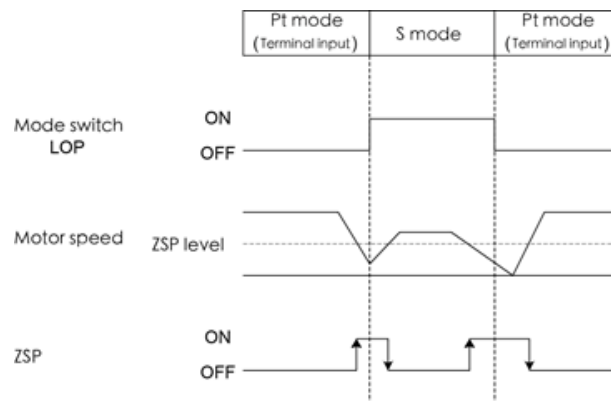 Pt mode
(Terminal input)
S mode
Pt mode
(Terminal input)
Mode switch
LOP
ON
OFF
Motor speed
ZSP level
ZSP
ON
OFF